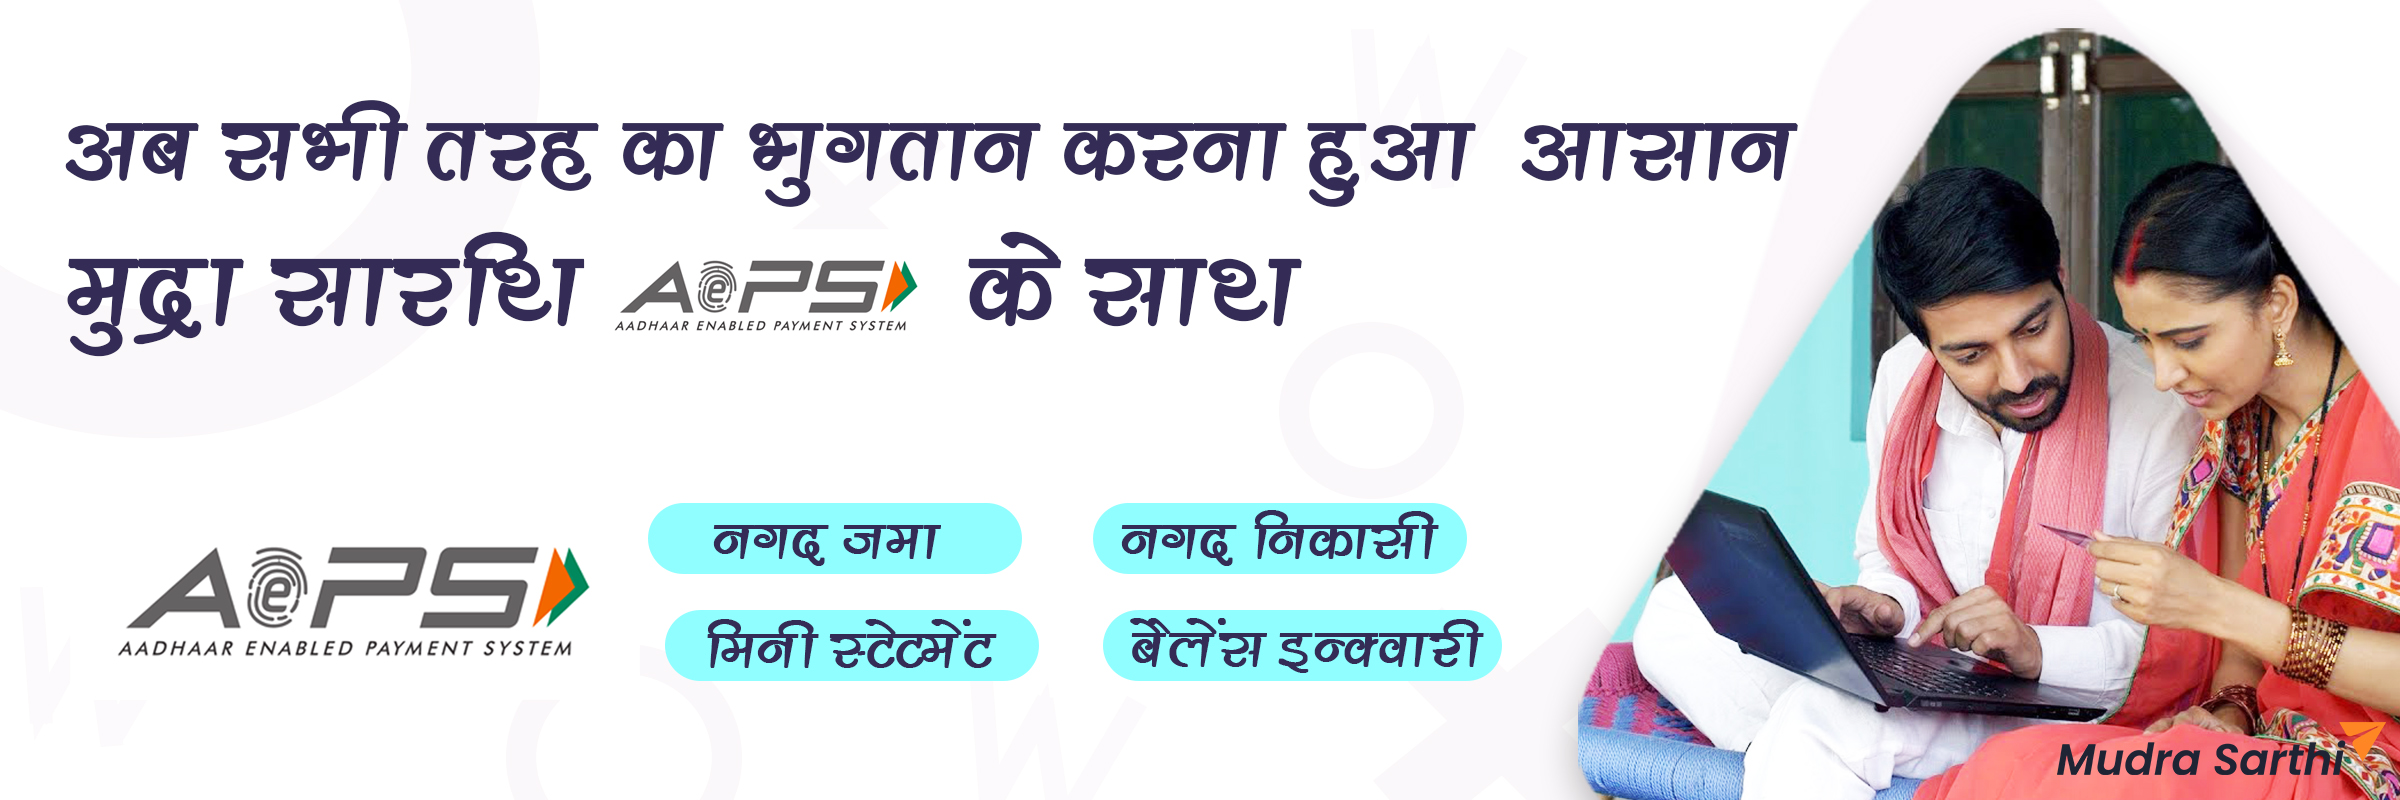 अब सभी तरह का भुगतान करना हुआ आसान
मुद्रा सारथि AePS के साथ
AADHAAR ENABLED PAYMENT SYSTEM
नगद जमा नगद निकासी
AePS
AADHAAR ENABLED PAYMENT SYSTEM
मिनी स्टेटमेंट बैलेंस इन्क्वारी
Mudra Sarthi